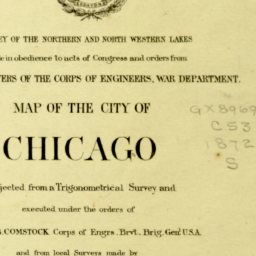 EY OF THE NORTHERN AND NORTH WESTERN LAKES
e in obedience to acts of Congress and orders from
TERS OF THE CORPS OF ENGINEERS, WAR DEPARTMENT.
MAP OF THE CITY OF
CHICAGO
jected from a Trigonometrical Survey and
executed under the orders of
B. COMSTOCK Corps of Engrs. Brvt. Brig. Genl. U.S.A.
and from local Surveys made by
GX8969
C53
1872
S